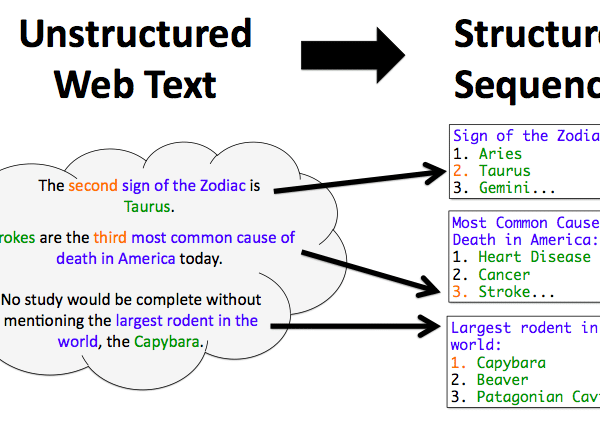 Unstructured
Web Text
Structure
Sequenc
The second sign of the Zodiac is
Taurus.
rokes are the third most common cause of
death in America today.
No study would be complete without
mentioning the largest rodent in the
world, the Capybara.
Sign of the Zodia
1. Aries
2. Taurus
3. Gemini...
Most Common Cause
Death in America:
1. Heart Disease
2. Cancer
3. Stroke...
Largest rodent in
world:
1. Capybara
2. Beaver
3. Patagonian Cav